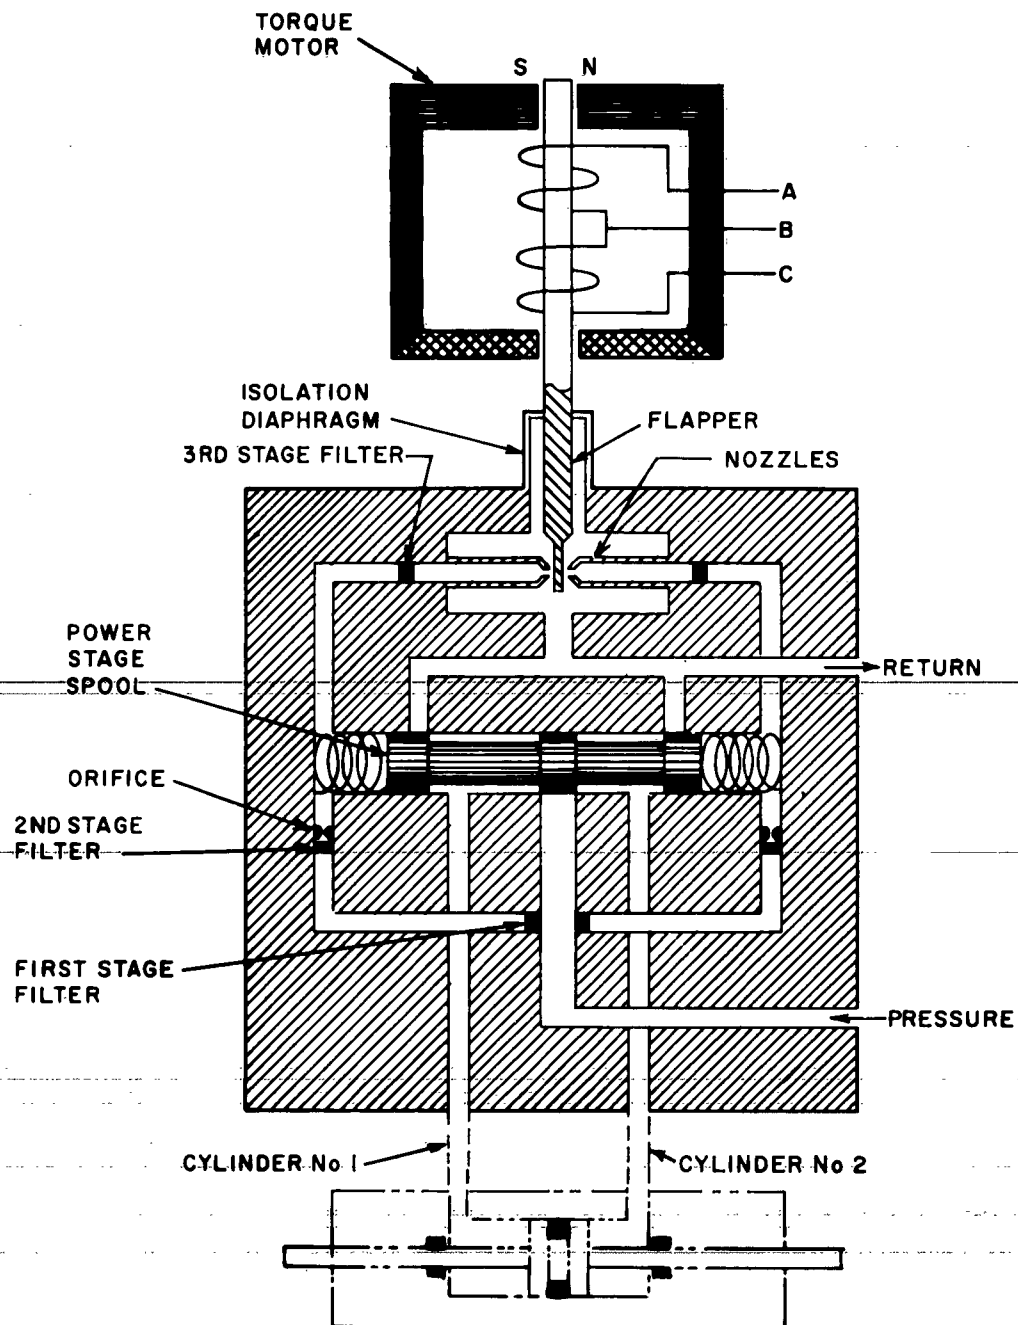 TORQUE
MOTOR
S N
A
B
C
ISOLATION
DIAPHRAGM
FLAPPER
3RD STAGE FILTER
NOZZLES
POWER
STAGE
SPOOL
RETURN
ORIFICE
2ND STAGE
FILTER
FIRST STAGE
FILTER
PRESSURE
CYLINDER No 1
CYLINDER No 2